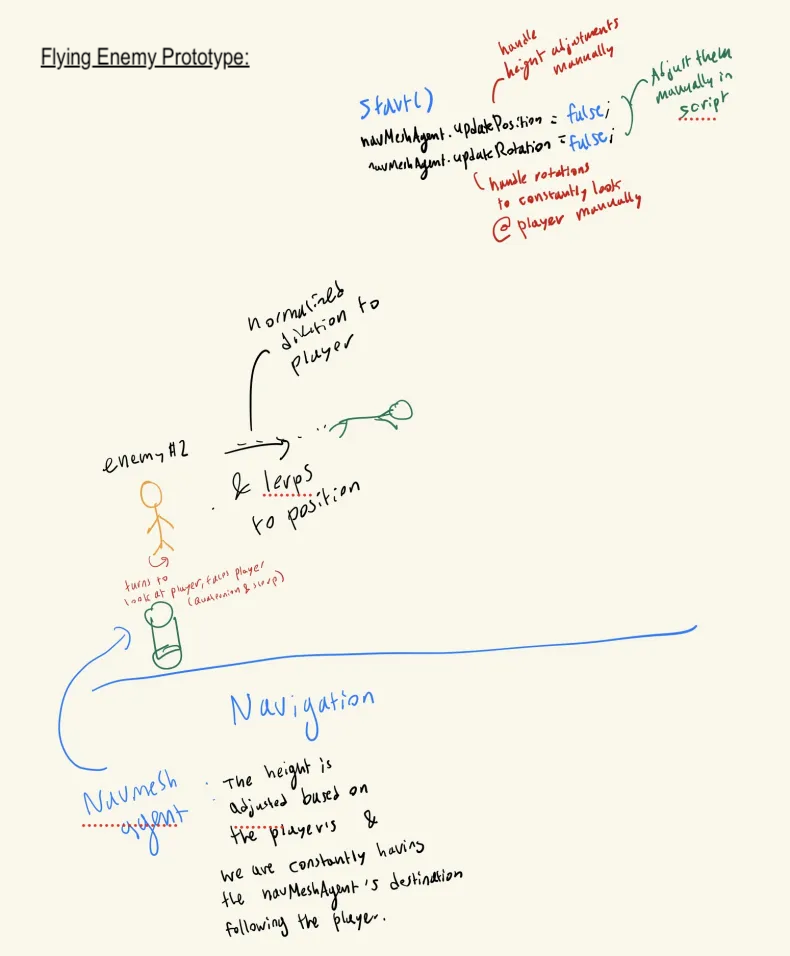 Flying Enemy Prototype:
handle
height adjustments
manually
Start()
navMeshAgent.updatePosition = false;
navMeshAgent.updateRotation = false;
Adjust them
manually in
script
handle rotations
to constantly look
@ player manually
normalized
direction to
player
enemy #2
& lerps
to position
turns to
look at player, faces player
(quaternion & slerp)
Navigation
Navmesh
agent
: The height is
adjusted based on
the player's &
we are constantly having
the navMeshAgent's destination
following the player.